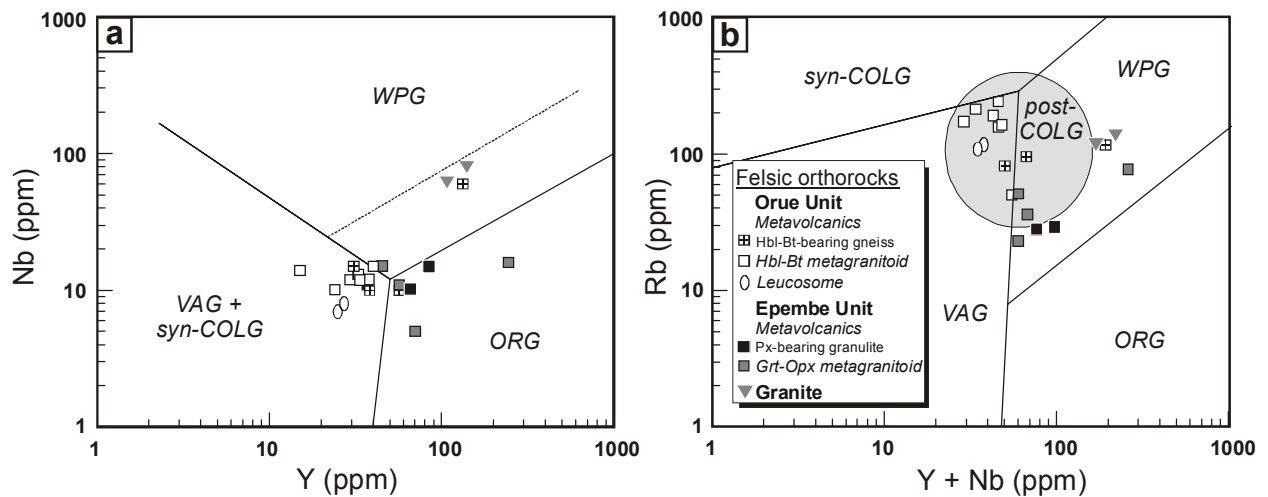 a
1000
100
10
1
Nb (ppm)
WPG
VAG +
syn-COLG
ORG
1
10
100
1000
Y (ppm)
b
1000
100
10
1
Rb (ppm)
syn-COLG
WPG
post-
COLG
VAG
ORG
Felsic orthorocks
Orue Unit
Metavolcanics
Hbl-Bt-bearing gneiss
Hbl-Bt metagranitoid
Leucosome
Epembe Unit
Metavolcanics
Px-bearing granulite
Grt-Opx metagranitoid
Granite
1
10
100
1000
Y + Nb (ppm)